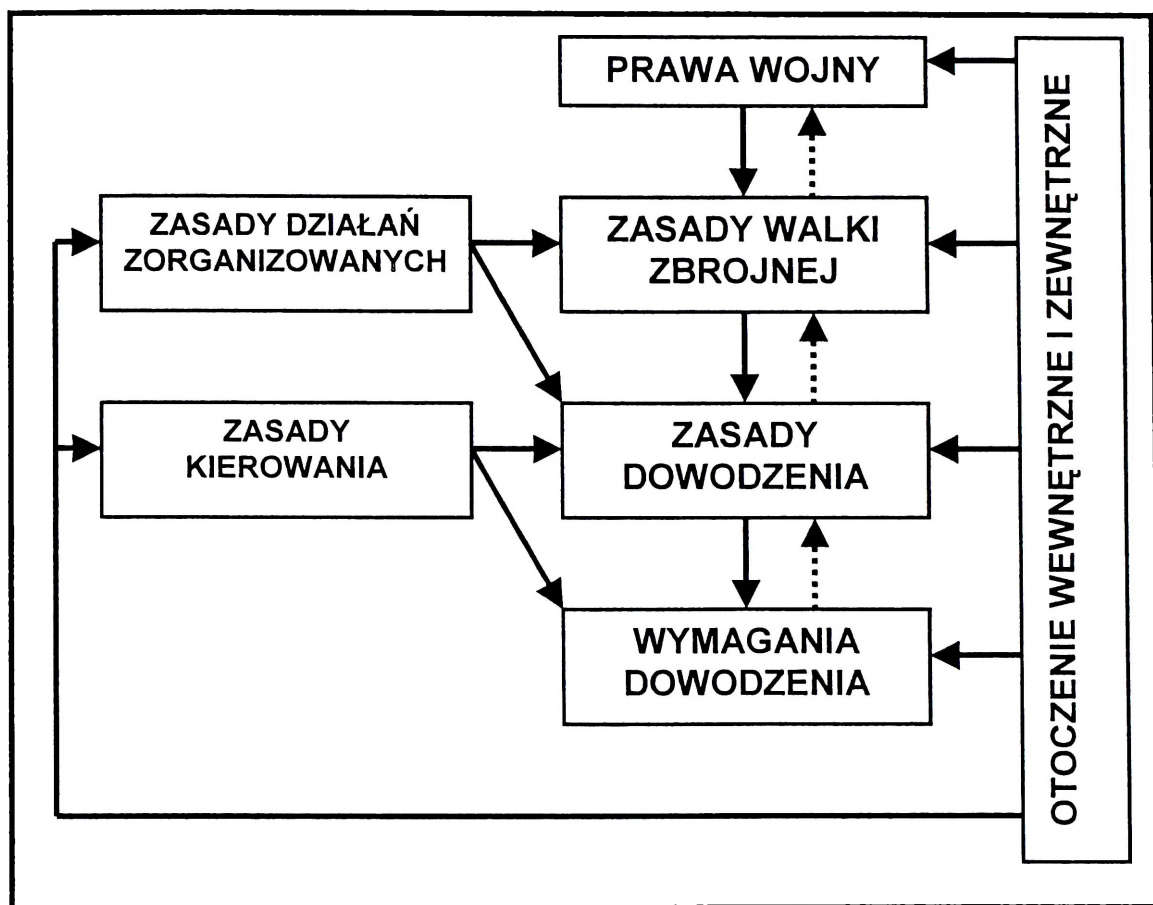 PRAWA WOJNY
ZASADY DZIAŁAŃ
ZORGANIZOWANYCH
ZASADY WALKI
ZBROJNEJ
ZASADY
KIEROWANIA
ZASADY
DOWODZENIA
WYMAGANIA
DOWODZENIA
OTOCZENIE WEWNĘTRZNE I ZEWNĘTRZNE